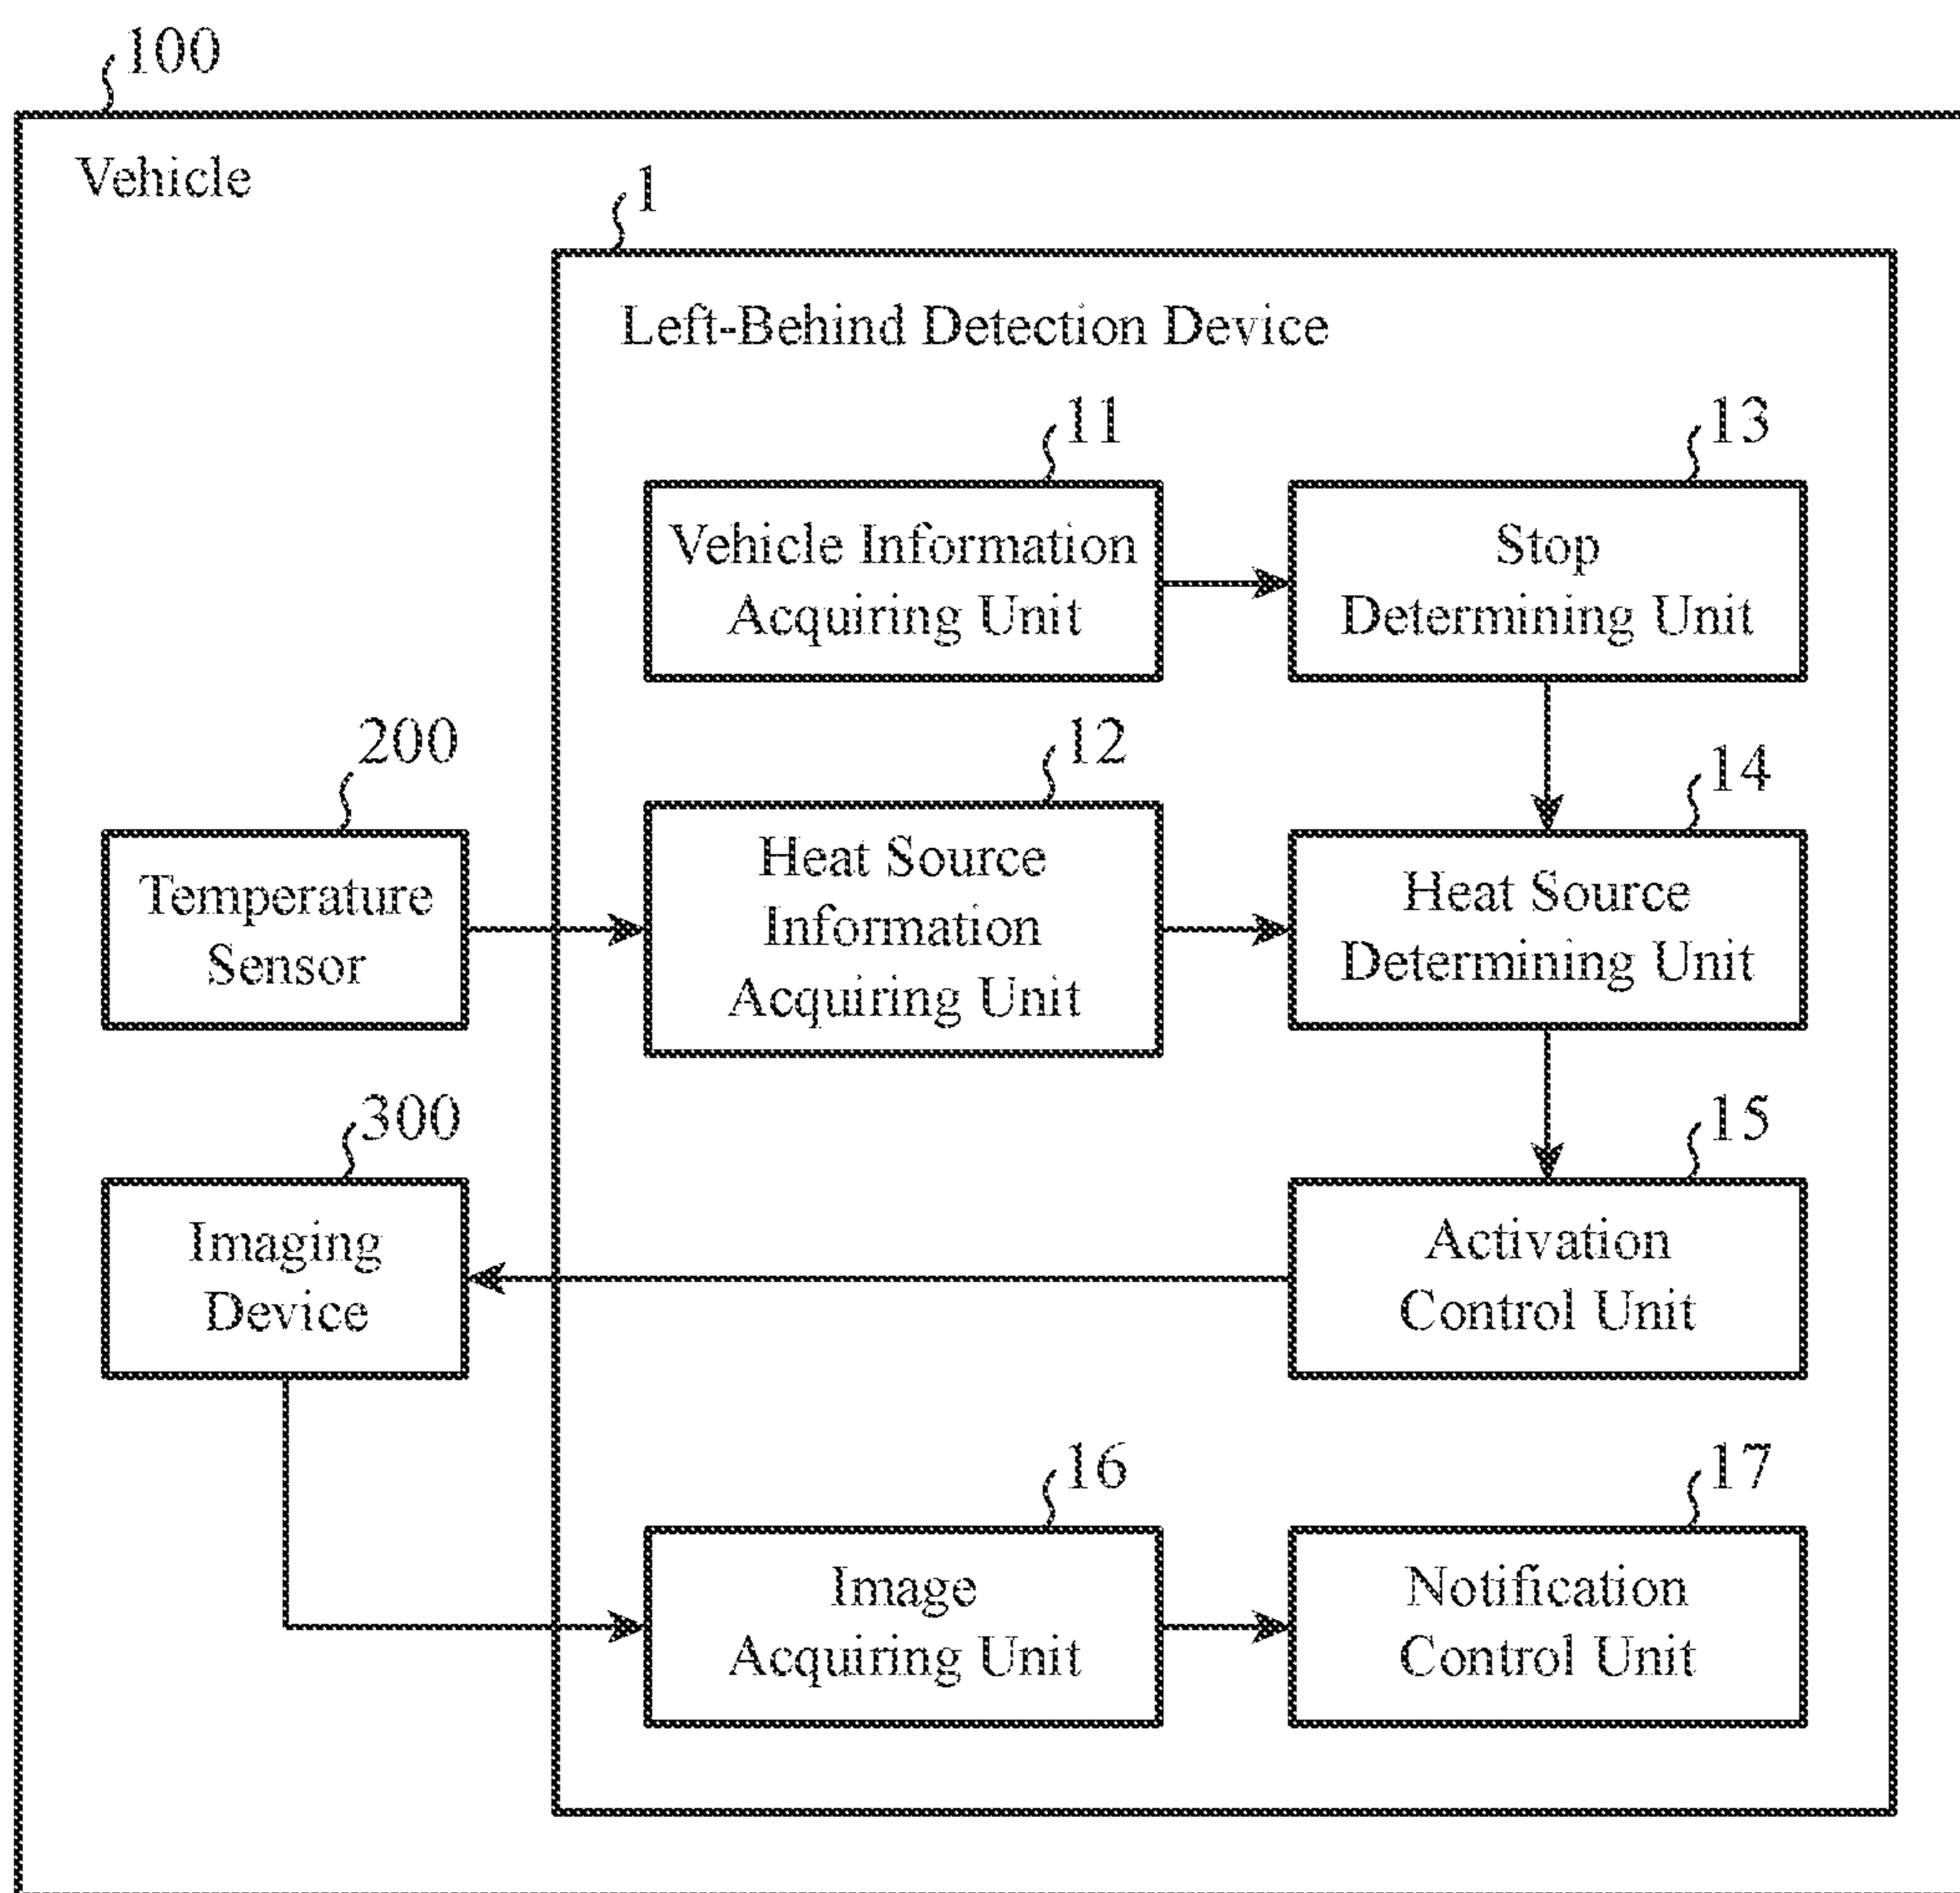 100
Vehicle
1
Left-Behind Detection Device
11
Vehicle Information
Acquiring Unit
13
Stop
Determining Unit
200
Temperature
Sensor
12
Heat Source
Information
Acquiring Unit
14
Heat Source
Determining Unit
300
Imaging
Device
15
Activation
Control Unit
16
Image
Acquiring Unit
17
Notification
Control Unit